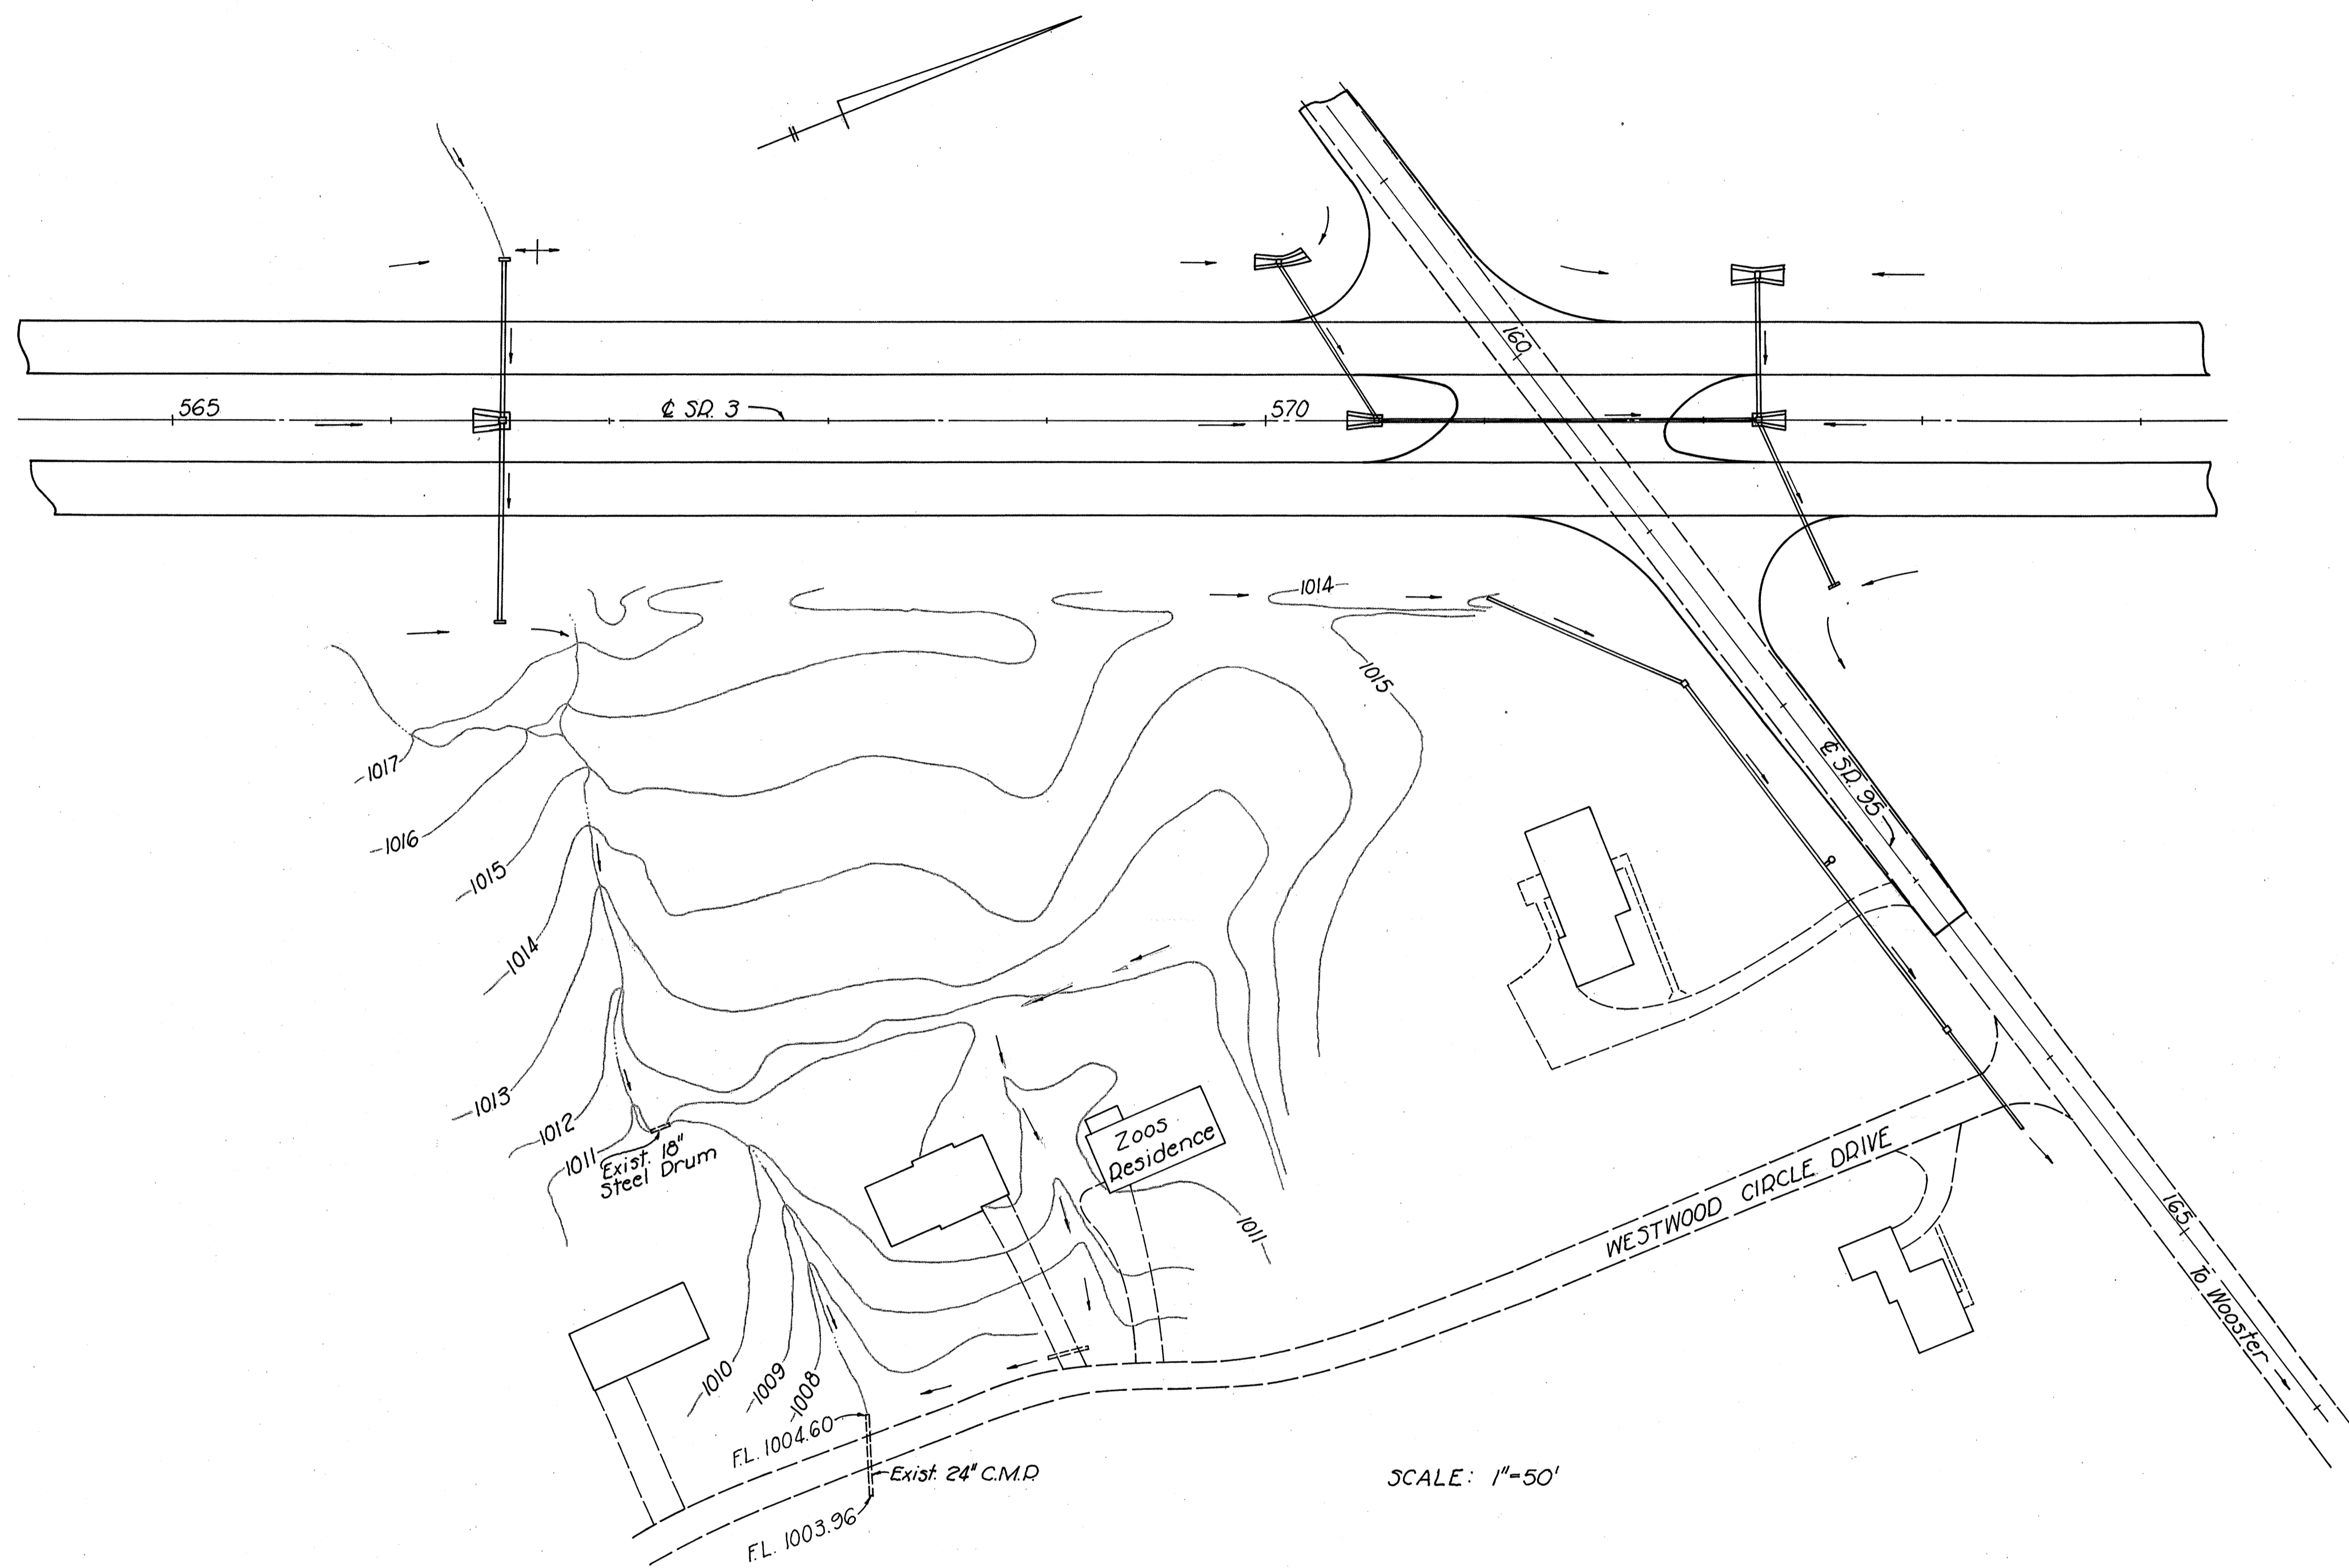 565
℄ S.R. 3
570
160
1014
1015
℄ S.R. 95
1017
1016
1015
1014
1013
1012
1011
Exist. 18"
Steel Drum
Zoos
Residence
1011
WESTWOOD CIRCLE DRIVE
165
To Wooster
1010
1009
1008
F.L. 1004.60
Exist. 24" C.M.P.
F.L. 1003.96
SCALE: 1"=50'